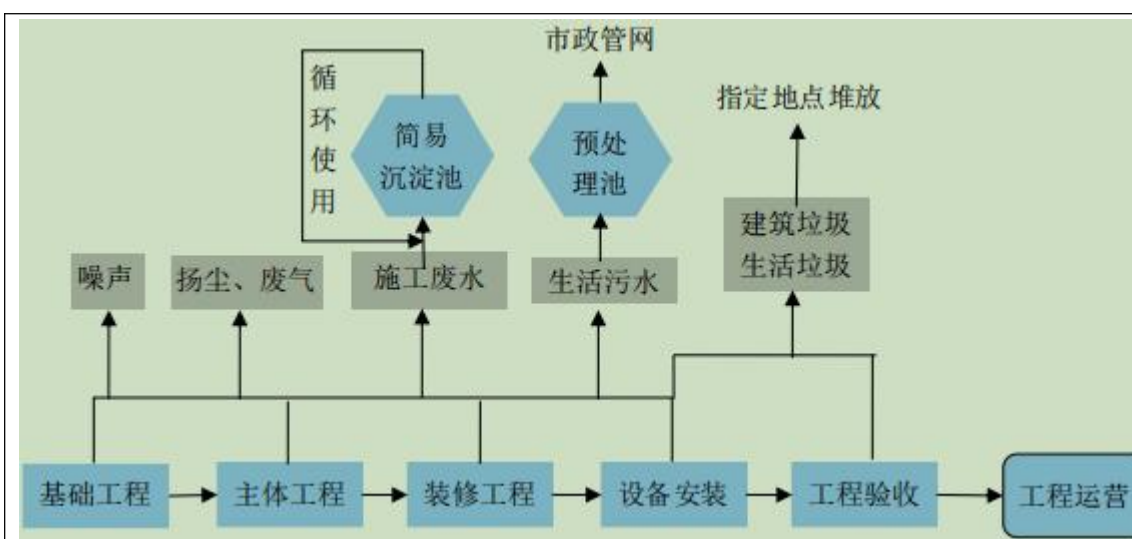 市政管网
指定地点堆放
循
环
使
用
简易
沉淀池
预处
理池
建筑垃圾
生活垃圾
噪声
扬尘、废气
施工废水
生活污水
基础工程
主体工程
装修工程
设备安装
工程验收
工程运营